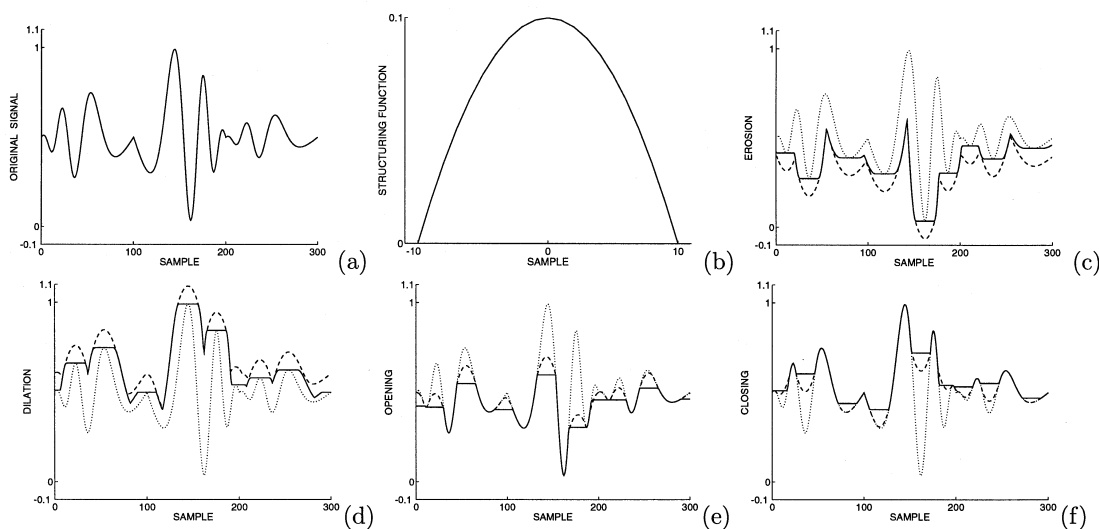 1.1
1
0
-0.1
ORIGINAL SIGNAL
0 100 200 300
SAMPLE
(a)
0.1
0
STRUCTURING FUNCTION
-10 0 10
SAMPLE
(b)
1.1
1
0
-0.1
EROSION
0 100 200 300
SAMPLE
(c)
1.1
1
0
-0.1
DILATION
0 100 200 300
SAMPLE
(d)
1.1
1
0
-0.1
OPENING
0 100 200 300
SAMPLE
(e)
1.1
1
0
-0.1
CLOSING
0 100 200 300
SAMPLE
(f)